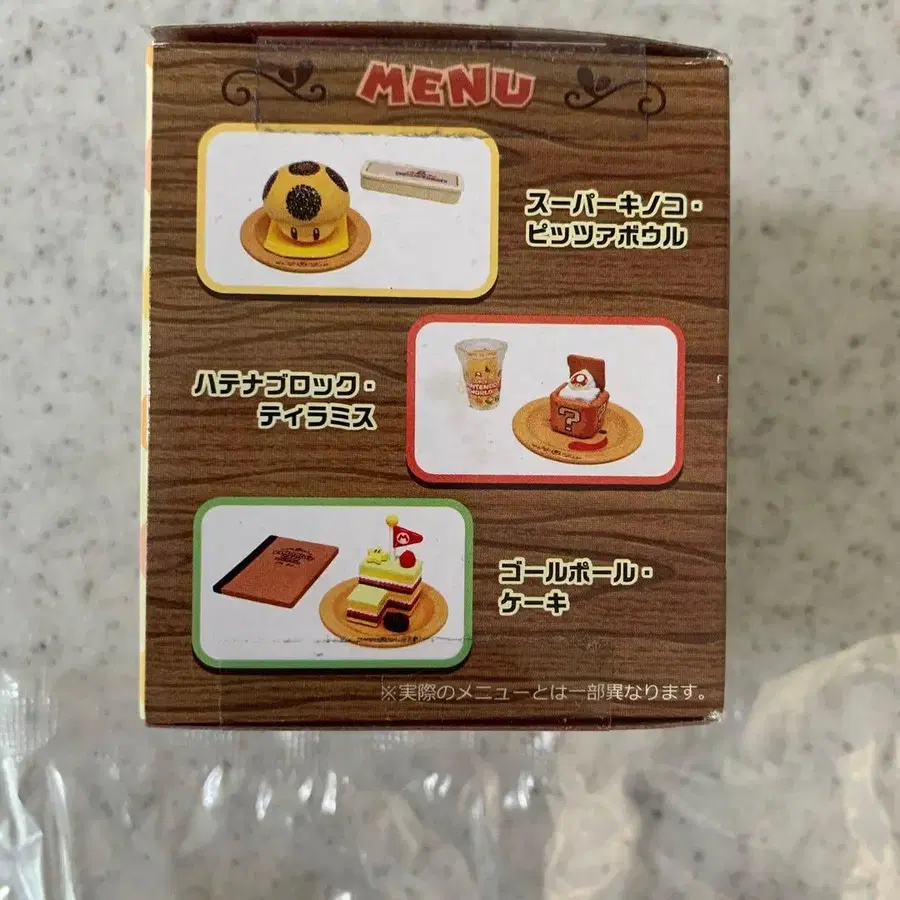 MENU
スーパーキノコ・
ピッツァボウル
ハテナブロック・
ティラミス
?
NINTENDO
WORLD
M
ゴールポール・
ケーキ
※実際のメニューとは一部異なります。